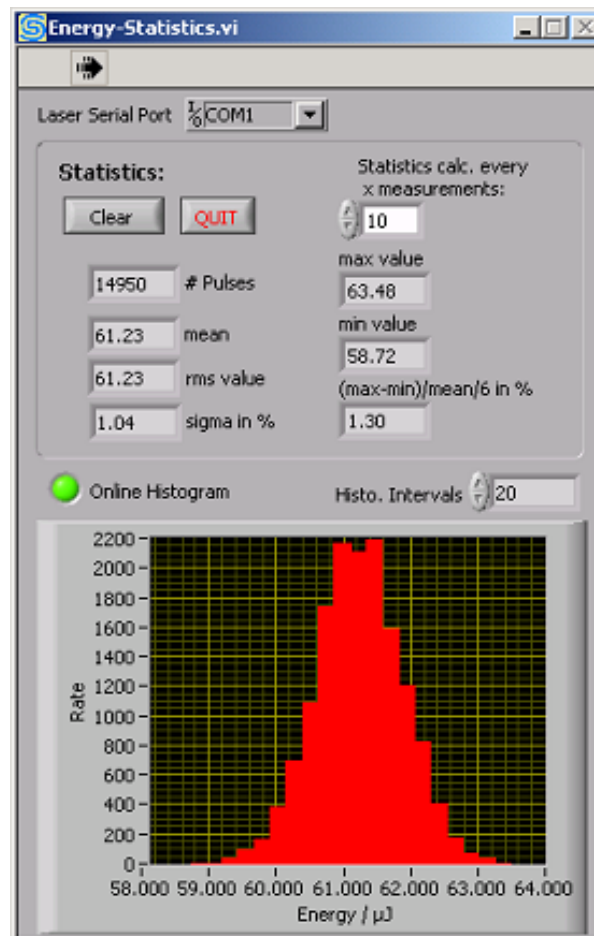 Energy-Statistics.vi
Laser Serial Port COM1
Statistics:
Statistics calc. every
x measurements:
Clear QUIT 10
max value
14950 # Pulses 63.48
min value
61.23 mean
58.72
61.23 rms value
(max-min)/mean/6 in %
1.04 sigma in % 1.30
Online Histogram Histo. Intervals 20
2200
2000
1800
1600
1400
1200
1000
800
600
400
200
0
Rate
58.000 59.000 60.000 61.000 62.000 63.000 64.000
Energy / µJ